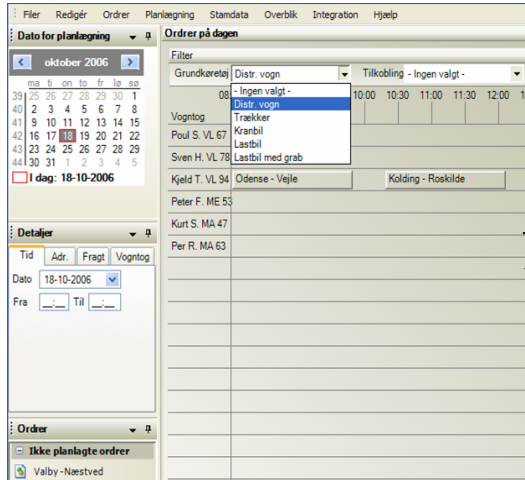 Filer Redigér Ordrer Planlægning Stamdata Overblik Integration Hjælp
Dato for planlægning
oktober 2006
ma ti on to fr lø sø
39 25 26 27 28 29 30 1
40 2 3 4 5 6 7 8
41 9 10 11 12 13 14 15
42 16 17 18 19 20 21 22
43 23 24 25 26 27 28 29
44 30 31 1 2 3 4 5
I dag: 18-10-2006
Detaljer
Tid Adr. Fragt Vogntog
Dato 18-10-2006
Fra __:__ Til __:__
Ordrer
Ikke planlagte ordrer
Valby - Næstved
Ordrer på dagen
Filter
Grundkøretøj Distr. vogn Tilkobling - Ingen valgt -
- Ingen valgt -
Distr. vogn
Trækker
Kranbil
Lastbil
Lastbil med grab
08 10:00 10:30 11:00 11:30 12:00 1
Vogntog
Poul S. VL 67
Sven H. VL 78
Kjeld T. VL 94 Odense - Vejle Kolding - Roskilde
Peter F. ME 53
Kurt S. MA 47
Per R. MA 63